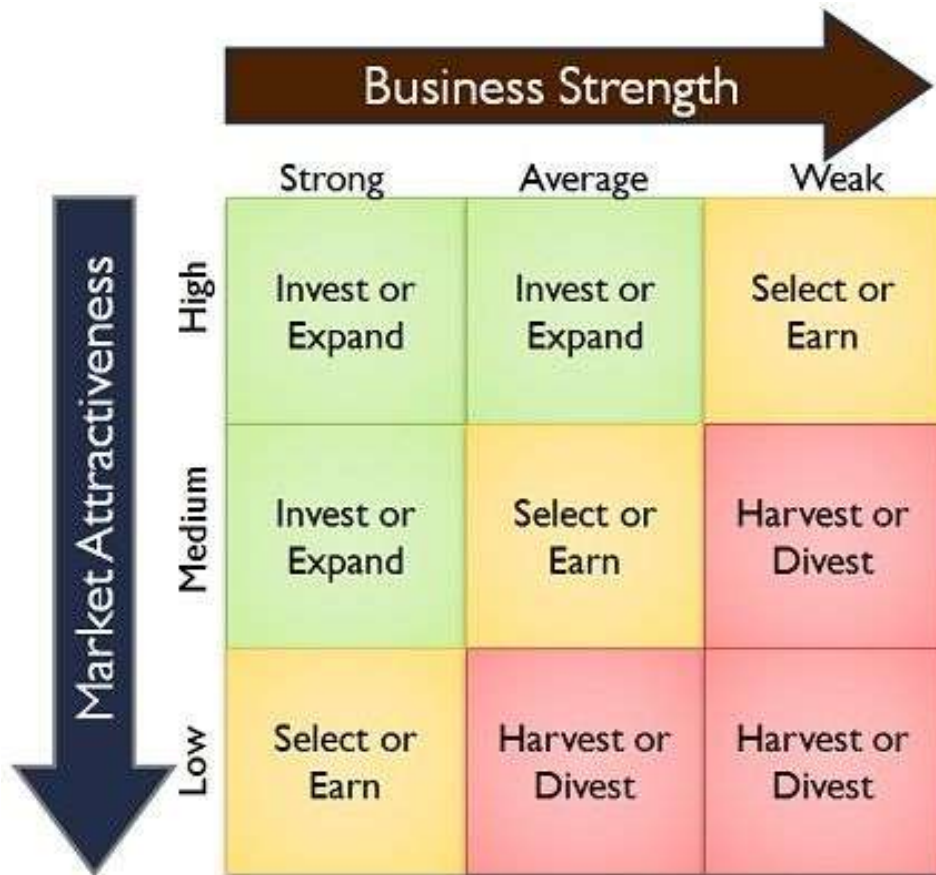 Business Strength
Strong Average Weak
Market Attractiveness
High
Invest or
Expand
Invest or
Expand
Select or
Earn
Medium
Invest or
Expand
Select or
Earn
Harvest or
Divest
Low
Select or
Earn
Harvest or
Divest
Harvest or
Divest